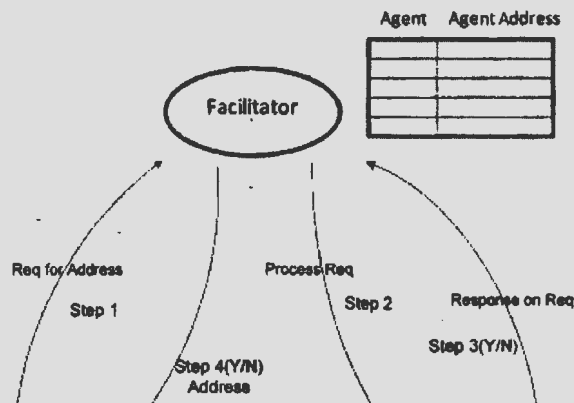 Agent Agent Address
Facilitator
Req for Address
Process Req
Step 1
Step 2
Response on Req
Step 3(Y/N)
Step 4(Y/N)
Address